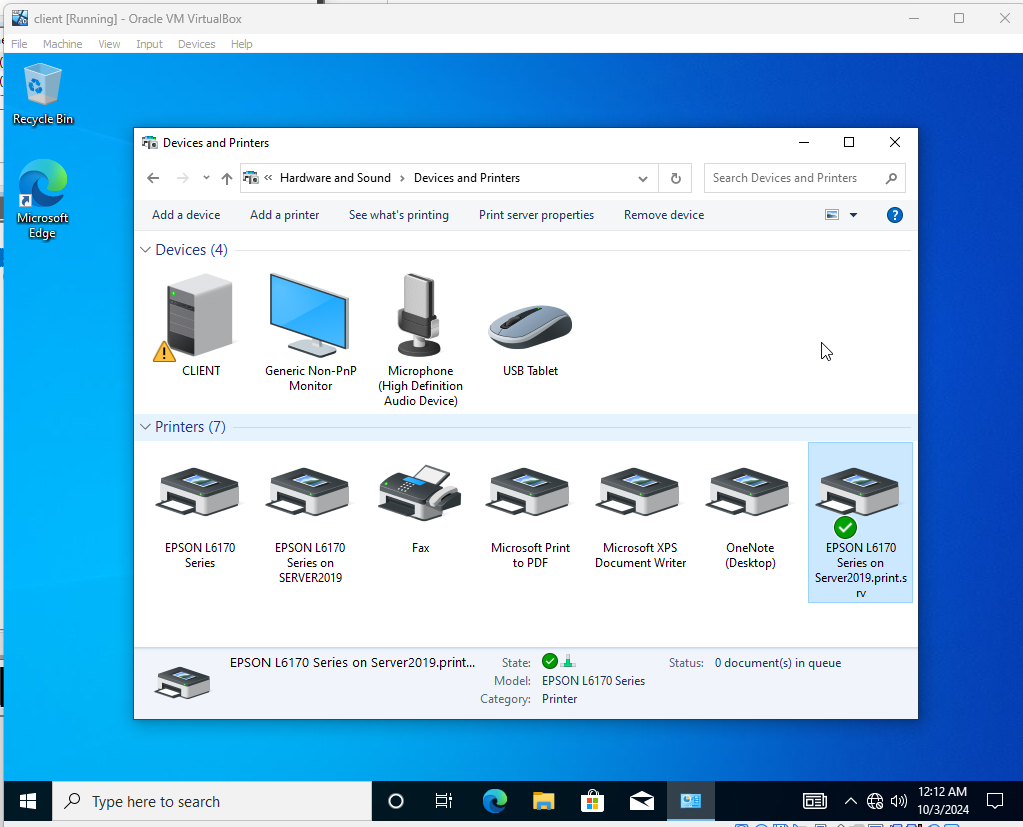 client [Running] - Oracle VM VirtualBox
File Machine View Input Devices Help
Recycle Bin
Microsoft
Edge
Devices and Printers
« Hardware and Sound › Devices and Printers
Search Devices and Printers
Add a device Add a printer See what's printing Print server properties Remove device
Devices (4)
CLIENT
Generic Non-PnP
Monitor
Microphone
(High Definition
Audio Device)
USB Tablet
Printers (7)
EPSON L6170
Series
EPSON L6170
Series on
SERVER2019
Fax
Microsoft Print
to PDF
Microsoft XPS
Document Writer
OneNote
(Desktop)
EPSON L6170
Series on
Server2019.print.s
rv
EPSON L6170 Series on Server2019.print...
State:
Status: 0 document(s) in queue
Model: EPSON L6170 Series
Category: Printer
Type here to search
12:12 AM
10/3/2024